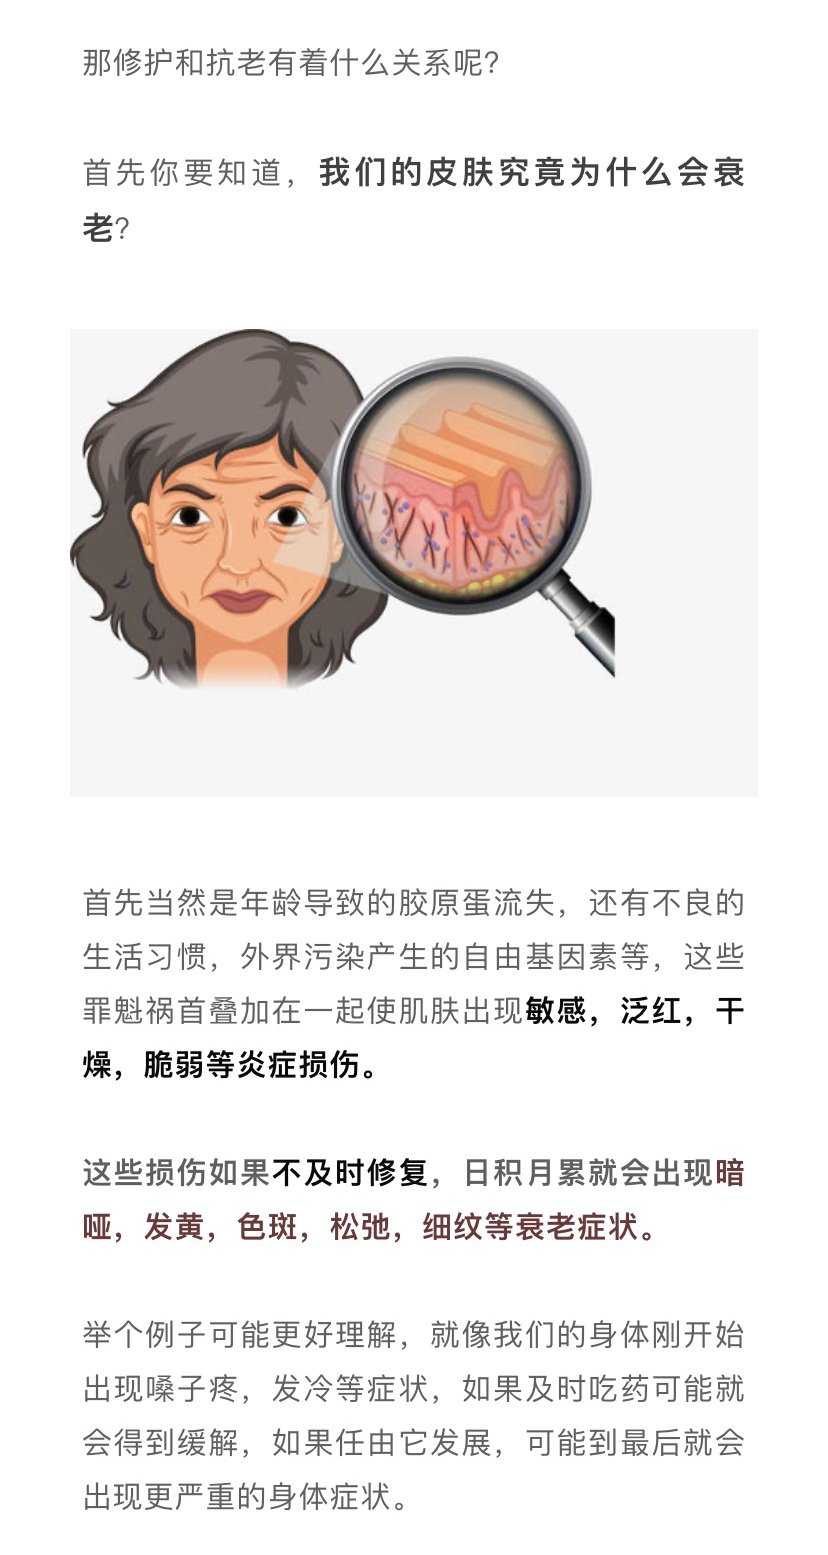 那修护和抗老有着什么关系呢?
首先你要知道，我们的皮肤究竟为什么会衰
老?
首先当然是年龄导致的胶原蛋流失，还有不良的
生活习惯，外界污染产生的自由基因素等，这些
罪魁祸首叠加在一起使肌肤出现敏感，泛红，干
燥，脆弱等炎症损伤。
这些损伤如果不及时修复，日积月累就会出现暗
哑，发黄，色斑，松弛，细纹等衰老症状。
举个例子可能更好理解，就像我们的身体刚开始
出现嗓子疼，发冷等症状，如果及时吃药可能就
会得到缓解，如果任由它发展，可能到最后就会
出现更严重的身体症状。